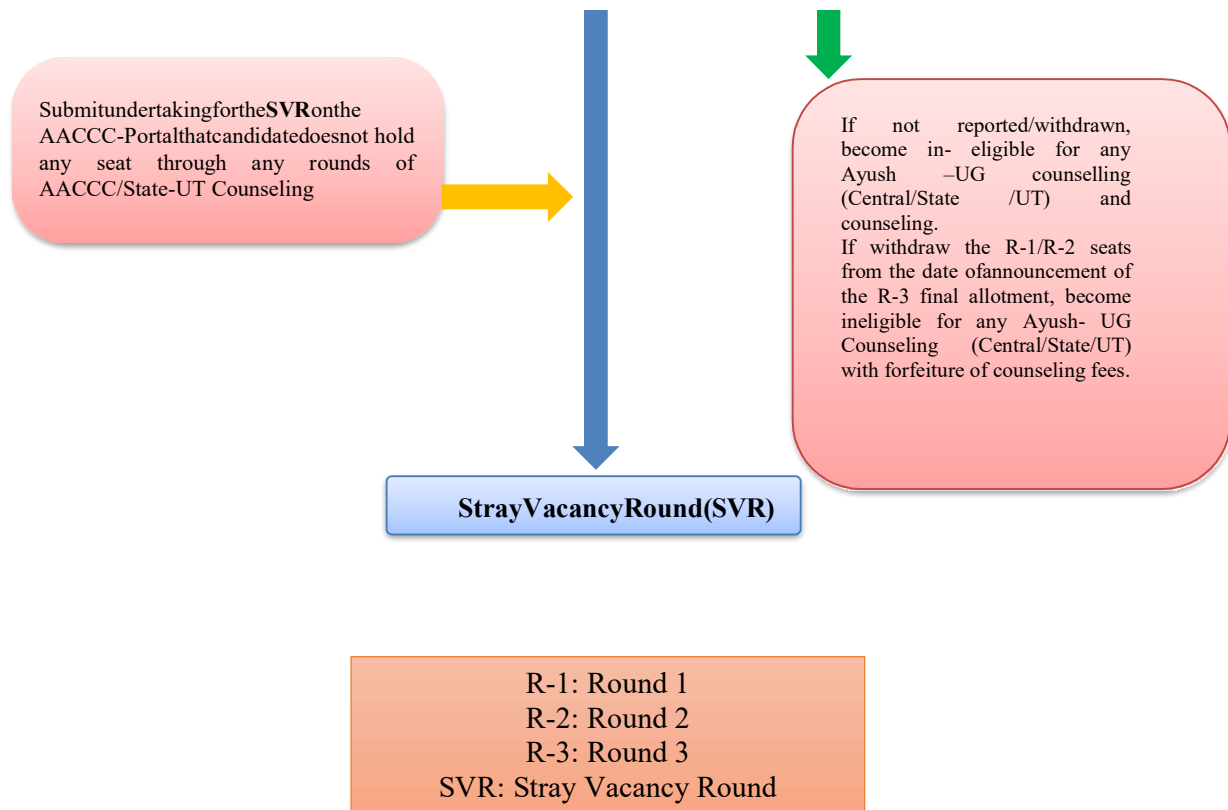 SubmitundertakingfortheSVRonthe
AACCC-Portalthatcandidatedoesnot hold
any seat through any rounds of
AACCC/State-UT Counseling
If not reported/withdrawn,
become in- eligible for any
Ayush –UG counselling
(Central/State /UT) and
counseling.
If withdraw the R-1/R-2 seats
from the date ofannouncement of
the R-3 final allotment, become
ineligible for any Ayush- UG
Counseling (Central/State/UT)
with forfeiture of counseling fees.
StrayVacancyRound(SVR)
R-1: Round 1
R-2: Round 2
R-3: Round 3
SVR: Stray Vacancy Round